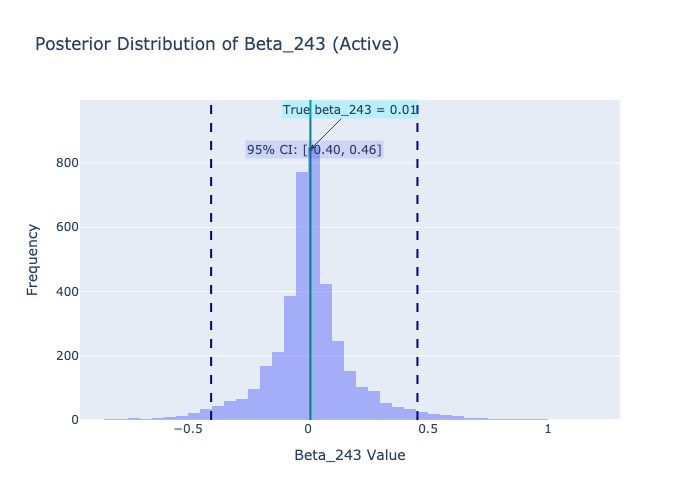 Posterior Distribution of Beta_243 (Active)
True beta_243 = 0.01
95% CI: [-0.40, 0.46]
800
600
400
200
0
Frequency
−0.5
0
0.5
1
Beta_243 Value